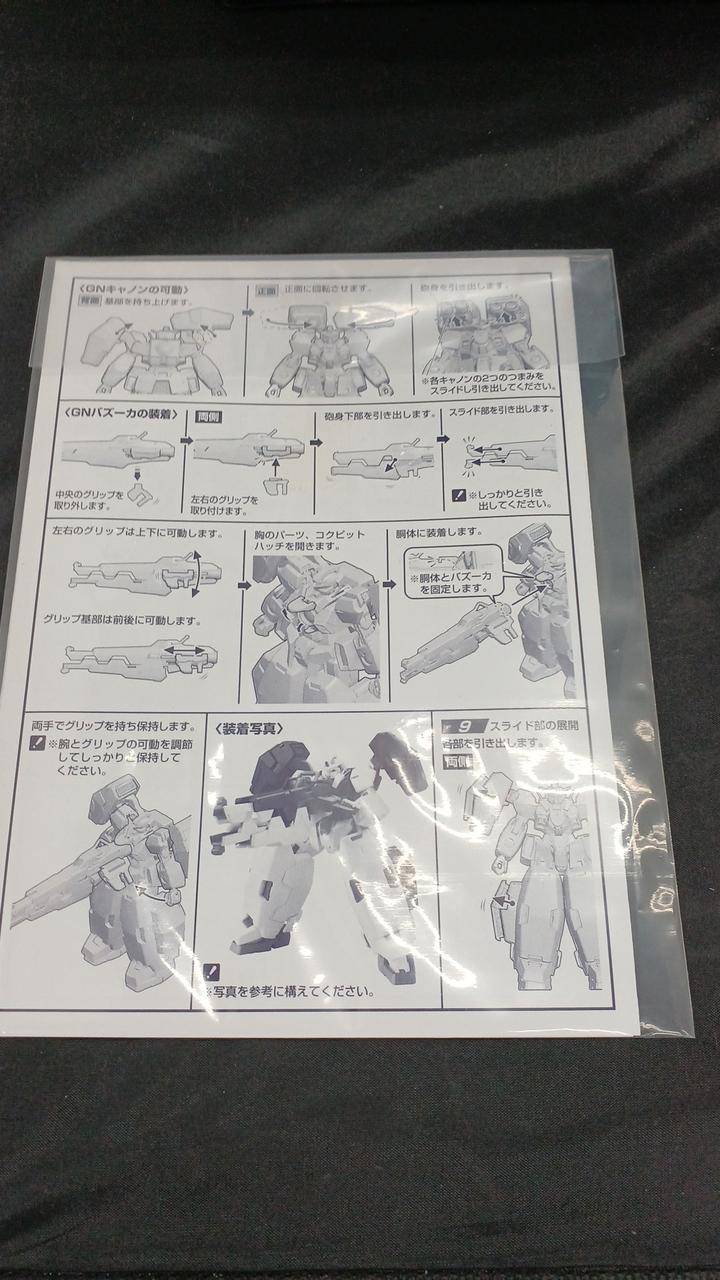 〈GNキャノンの可動〉
背面 基部を持ち上げます。
正面 正面に回転させます。
砲身を引き出します。
※各キャノンの2つのつまみを
スライドし引き出してください。
〈GNバズーカの装着〉
中央のグリップを
取り外します。
両側
左右のグリップを
取り付けます。
砲身下部を引き出します。
スライド部を引き出します。
! ※しっかりと引き
出してください。
左右のグリップは上下に可動します。
グリップ基部は前後に可動します。
胸のパーツ、コクピット
ハッチを開きます。
胴体に装着します。
※胴体とバズーカ
を固定します。
両手でグリップを持ち保持します。
! ※腕とグリップの可動を調節
してしっかりと保持して
ください。
〈装着写真〉
!
※写真を参考に構えてください。
9 スライド部の展開
各部を引き出します。
両側